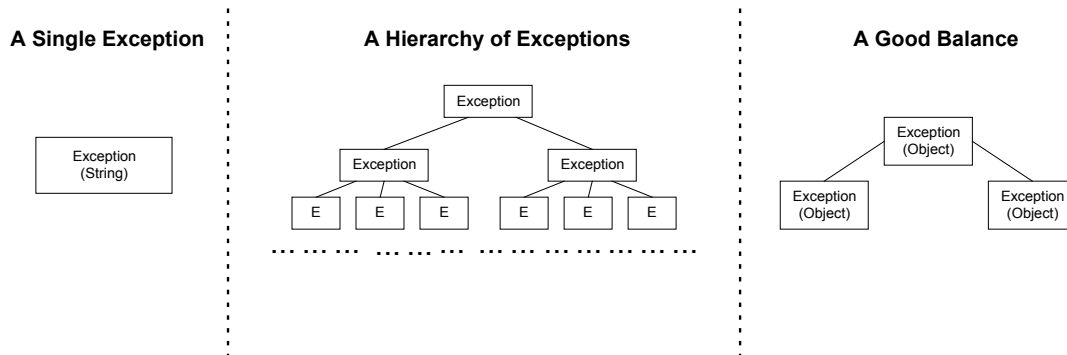 A Single Exception
A Hierarchy of Exceptions
A Good Balance
Exception
(String)
Exception
Exception
Exception
E
E
E
E
E
E
... ... ... ... ... ... ... ... ... ... ... ... ...
Exception
(Object)
Exception
(Object)
Exception
(Object)